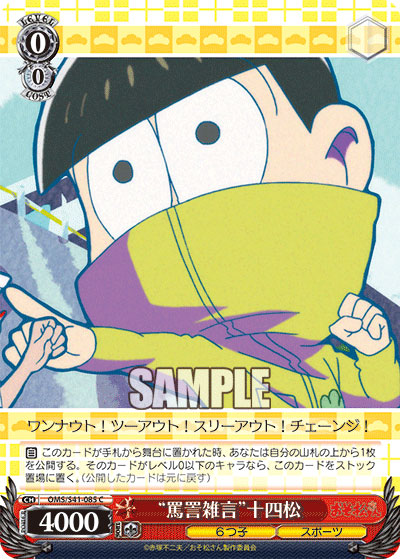 LEVEL
0
0
COST
SAMPLE
ワンナウト！ツーアウト！スリーアウト！チェーンジ！
自 このカードが手札から舞台に置かれた時、あなたは自分の山札の上から1枚
を公開する。そのカードがレベル0以下のキャラなら、このカードをストック
置場に置く。（公開したカードは元に戻す）
CH OMS/S41-085 C
POWER 4000
“罵詈雑言”十四松
６つ子 スポーツ
©赤塚不二夫／おそ松さん製作委員会